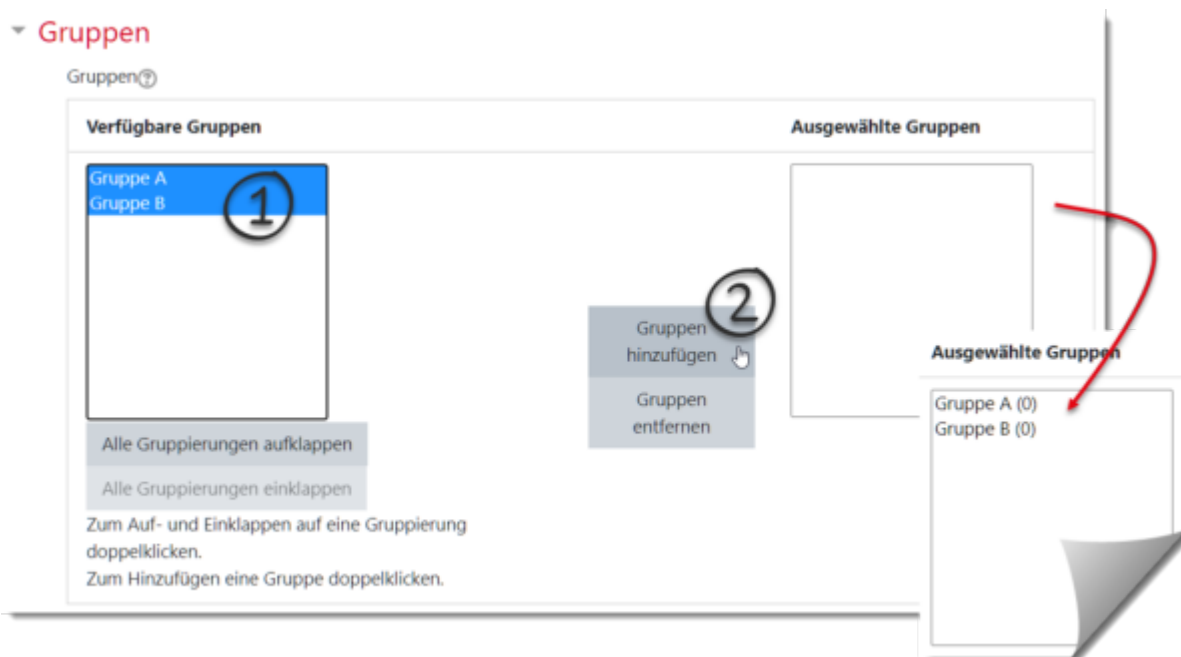 Gruppen
Gruppen?
Verfügbare Gruppen
Ausgewählte Gruppen
Gruppe A
Gruppe B
1
2
Gruppen
hinzufügen
Gruppen
entfernen
Alle Gruppierungen aufklappen
Alle Gruppierungen einklappen
Zum Auf- und Einklappen auf eine Gruppierung
doppelklicken.
Zum Hinzufügen eine Gruppe doppelklicken.
Ausgewählte Gruppen
Gruppe A (0)
Gruppe B (0)